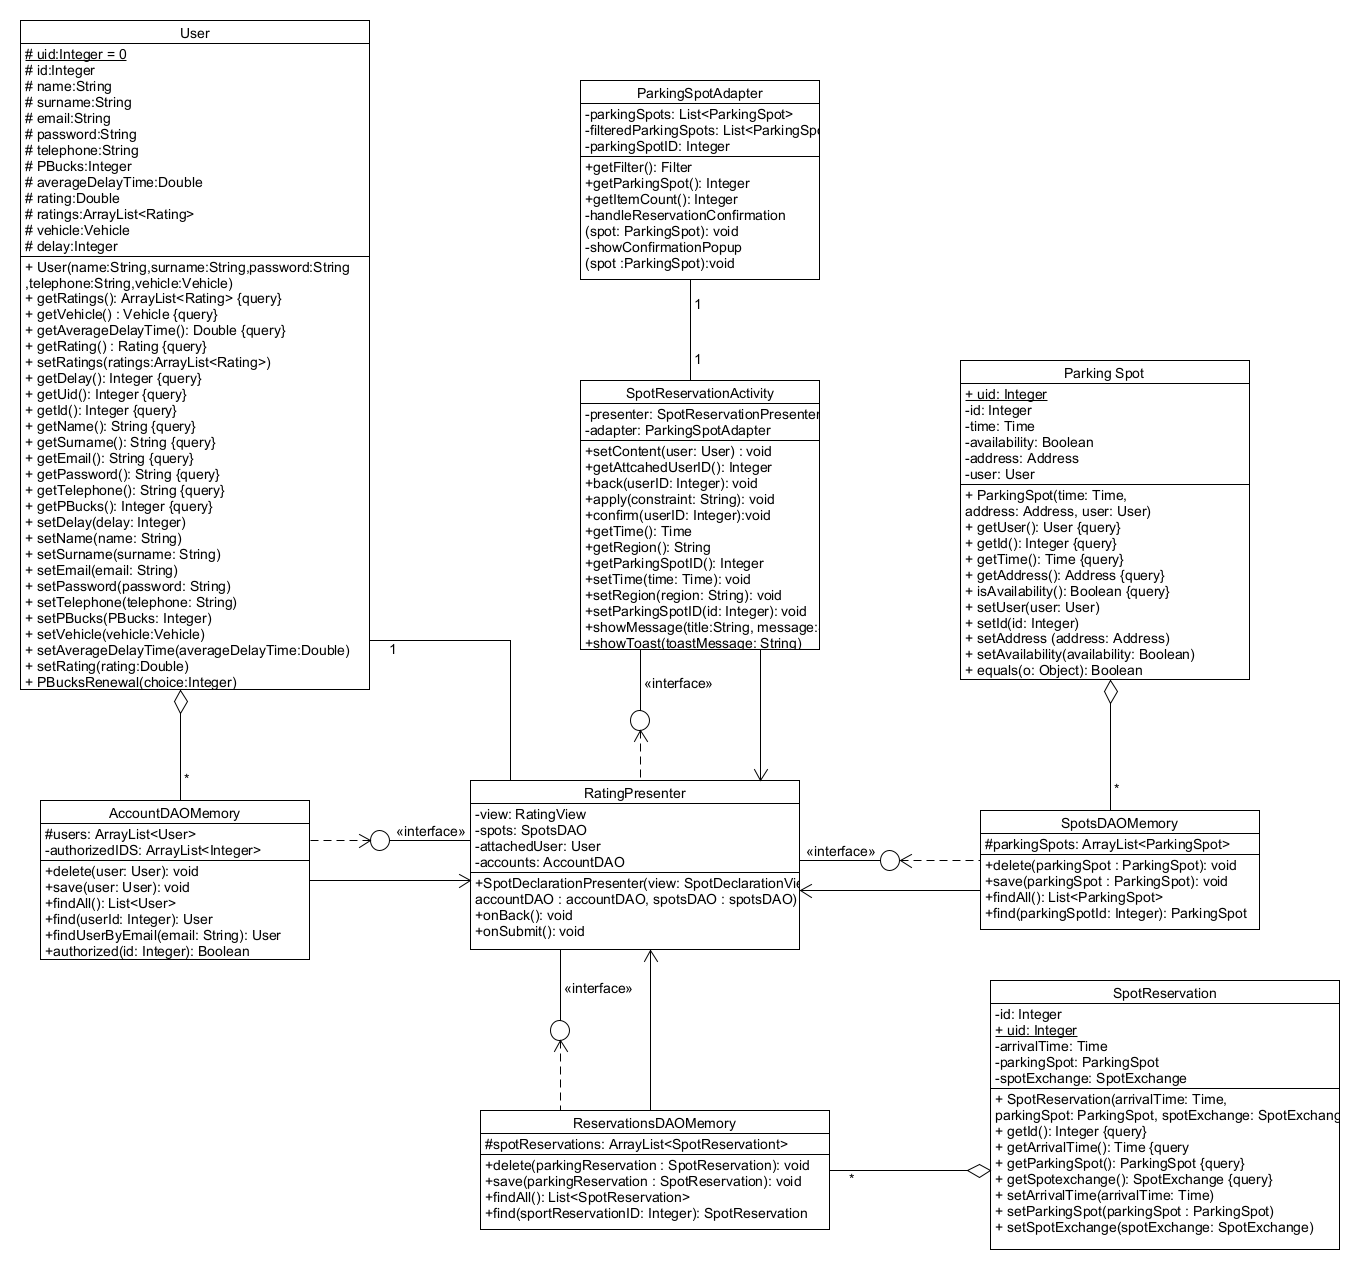 User
# uid:Integer = 0
# id:Integer
# name:String
# surname:String
# email:String
# password:String
# telephone:String
# PBucks:Integer
# averageDelayTime:Double
# rating:Double
# ratings:ArrayList<Rating>
# vehicle:Vehicle
# delay:Integer
+ User(name:String,surname:String,password:String
,telephone:String,vehicle:Vehicle)
+ getRatings(): ArrayList<Rating> {query}
+ getVehicle() : Vehicle {query}
+ getAverageDelayTime(): Double {query}
+ getRating() : Rating {query}
+ setRatings(ratings:ArrayList<Rating>)
+ getDelay(): Integer {query}
+ getUid(): Integer {query}
+ getId(): Integer {query}
+ getName(): String {query}
+ getSurname(): String {query}
+ getEmail(): String {query}
+ getPassword(): String {query}
+ getTelephone(): String {query}
+ getPBucks(): Integer {query}
+ setDelay(delay: Integer)
+ setName(name: String)
+ setSurname(surname: String)
+ setEmail(email: String)
+ setPassword(password: String)
+ setTelephone(telephone: String)
+ setPBucks(PBucks: Integer)
+ setVehicle(vehicle:Vehicle)
+ setAverageDelayTime(averageDelayTime:Double)
+ setRating(rating:Double)
+ PBucksRenewal(choice:Integer)
1
*
ParkingSpotAdapter
-parkingSpots: List<ParkingSpot>
-filteredParkingSpots: List<ParkingSpo
-parkingSpotID: Integer
+getFilter(): Filter
+getParkingSpot(): Integer
+getItemCount(): Integer
-handleReservationConfirmation
(spot: ParkingSpot): void
-showConfirmationPopup
(spot :ParkingSpot):void
1
1
SpotReservationActivity
-presenter: SpotReservationPresenter
-adapter: ParkingSpotAdapter
+setContent(user: User) : void
+getAttcahedUserID(): Integer
+back(userID: Integer): void
+apply(constraint: String): void
+confirm(userID: Integer):void
+getTime(): Time
+getRegion(): String
+getParkingSpotID(): Integer
+setTime(time: Time): void
+setRegion(region: String): void
+setParkingSpotID(id: Integer): void
+showMessage(title:String, message:
+showToast(toastMessage: String)
«interface»
Parking Spot
+ uid: Integer
-id: Integer
-time: Time
-availability: Boolean
-address: Address
-user: User
+ ParkingSpot(time: Time,
address: Address, user: User)
+ getUser(): User {query}
+ getId(): Integer {query}
+ getTime(): Time {query}
+ getAddress(): Address {query}
+ isAvailability(): Boolean {query}
+ setUser(user: User)
+ setId(id: Integer)
+ setAddress (address: Address)
+ setAvailability(availability: Boolean)
+ equals(o: Object): Boolean
*
AccountDAOMemory
#users: ArrayList<User>
-authorizedIDS: ArrayList<Integer>
+delete(user: User): void
+save(user: User): void
+findAll(): List<User>
+find(userId: Integer): User
+findUserByEmail(email: String): User
+authorized(id: Integer): Boolean
«interface»
RatingPresenter
-view: RatingView
-spots: SpotsDAO
-attachedUser: User
-accounts: AccountDAO
+SpotDeclarationPresenter(view: SpotDeclarationVie
accountDAO : accountDAO, spotsDAO : spotsDAO)
+onBack(): void
+onSubmit(): void
«interface»
SpotsDAOMemory
#parkingSpots: ArrayList<ParkingSpot>
+delete(parkingSpot : ParkingSpot): void
+save(parkingSpot : ParkingSpot): void
+findAll(): List<ParkingSpot>
+find(parkingSpotId: Integer): ParkingSpot
«interface»
ReservationsDAOMemory
#spotReservations: ArrayList<SpotReservationt>
+delete(parkingReservation : SpotReservation): void
+save(parkingReservation : SpotReservation): void
+findAll(): List<SpotReservation>
+find(sportReservationID: Integer): SpotReservation
*
SpotReservation
-id: Integer
+ uid: Integer
-arrivalTime: Time
-parkingSpot: ParkingSpot
-spotExchange: SpotExchange
+ SpotReservation(arrivalTime: Time,
parkingSpot: ParkingSpot, spotExchange: SpotExchang
+ getId(): Integer {query}
+ getArrivalTime(): Time {query
+ getParkingSpot(): ParkingSpot {query}
+ getSpotexchange(): SpotExchange {query}
+ setArrivalTime(arrivalTime: Time)
+ setParkingSpot(parkingSpot : ParkingSpot)
+ setSpotExchange(spotExchange: SpotExchange)